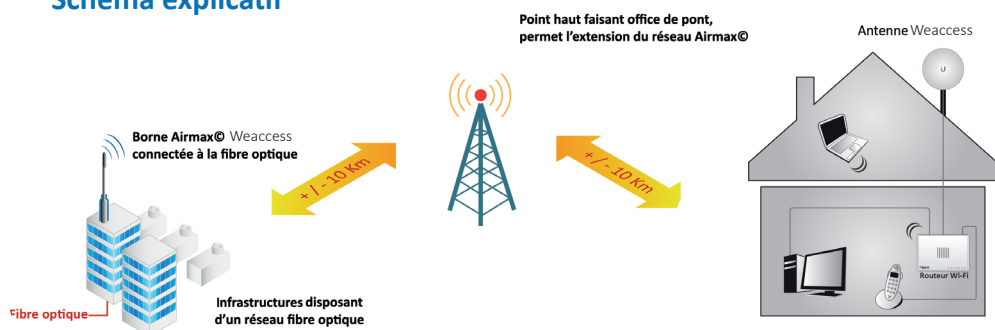 Schéma explicatif
Point haut faisant office de pont,
permet l'extension du réseau Airmax©
Antenne Weaccess
Borne Airmax© Weaccess
connectée à la fibre optique
+ / - 10 Km
+ / - 10 Km
Routeur Wi-Fi
Infrastructures disposant
d'un réseau fibre optique
Fibre optique